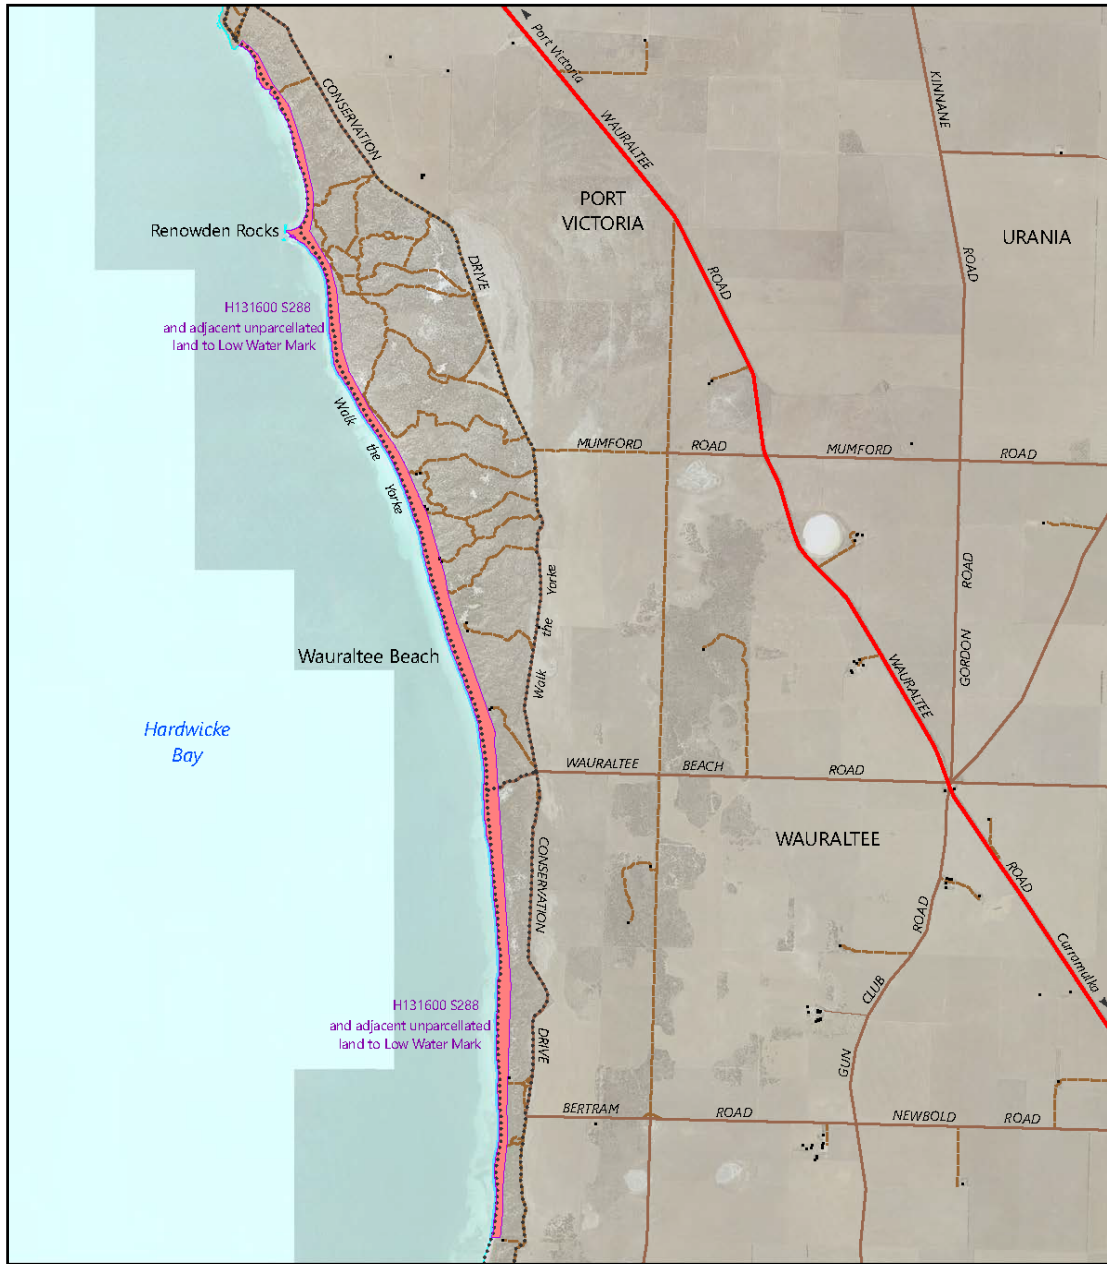 Port Victoria
KINNANE
CONSERVATION
WAURALTEE
PORT
VICTORIA
Renowden Rocks
URANIA
DRIVE
ROAD
ROAD
H131600 S288
and adjacent unparcellated
land to Low Water Mark
Walk
the
Yorke
MUMFORD
ROAD
MUMFORD
ROAD
ROAD
Yorke
the
Walk
GORDON
Wauraltee Beach
WAURALTEE
Hardwicke
Bay
WAURALTEE
BEACH
ROAD
WAURALTEE
CONSERVATION
ROAD
ROAD
Curramulka
CLUB
H131600 S288
and adjacent unparcellated
land to Low Water Mark
DRIVE
GUN
BERTRAM
ROAD
NEWBOLD
ROAD